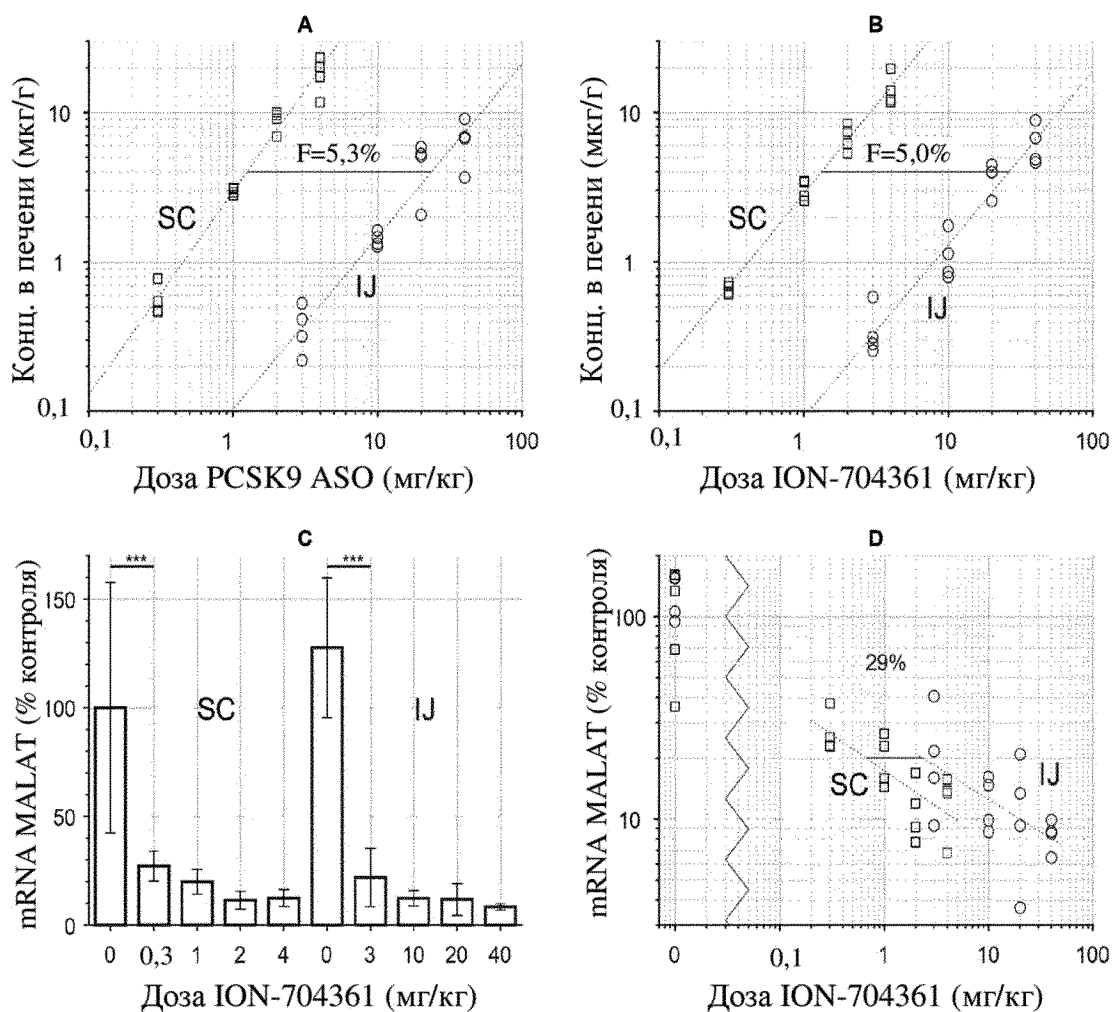 A
Конц. в печени (мкг/г)
10
1
0,1
F=5,3%
SC
IJ
0,1 1 10 100
Доза PCSK9 ASO (мг/кг)
B
Конц. в печени (мкг/г)
10
1
0,1
F=5,0%
SC
IJ
0,1 1 10 100
Доза ION-704361 (мг/кг)
C
mRNA MALAT (% контроля)
150
100
50
0
*** ***
SC IJ
0 0,3 1 2 4 0 3 10 20 40
Доза ION-704361 (мг/кг)
D
mRNA MALAT (% контроля)
100
10
29%
SC
IJ
0 0,1 1 10 100
Доза ION-704361 (мг/кг)